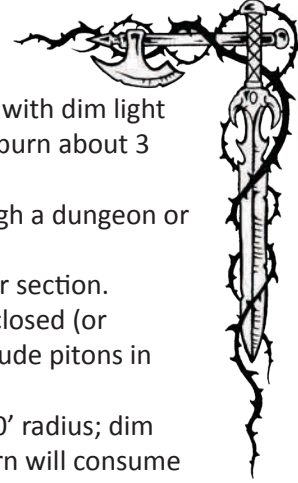 with dim light
burn about 3
gh a dungeon or
r section.
closed (or
ude pitons in
0’ radius; dim
rn will consume